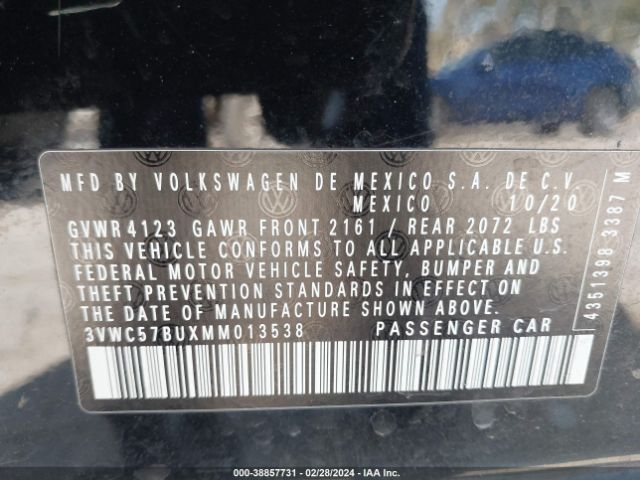 MFD BY VOLKSWAGEN DE MEXICO S.A. DE C.V
MEXICO 10/20
GVWR 4123 GAWR FRONT 2161 / REAR 2072 LBS
THIS VEHICLE CONFORMS TO ALL APPLICABLE U.S.
FEDERAL MOTOR VEHICLE SAFETY, BUMPER AND
THEFT PREVENTION STANDARDS IN EFFECT ON
THE DATE OF MANUFACTURE SHOWN ABOVE.
3VWC57BUXMM013538 PASSENGER CAR
4351398 3387 M
000-38857731 - 02/28/2024 - IAA Inc.